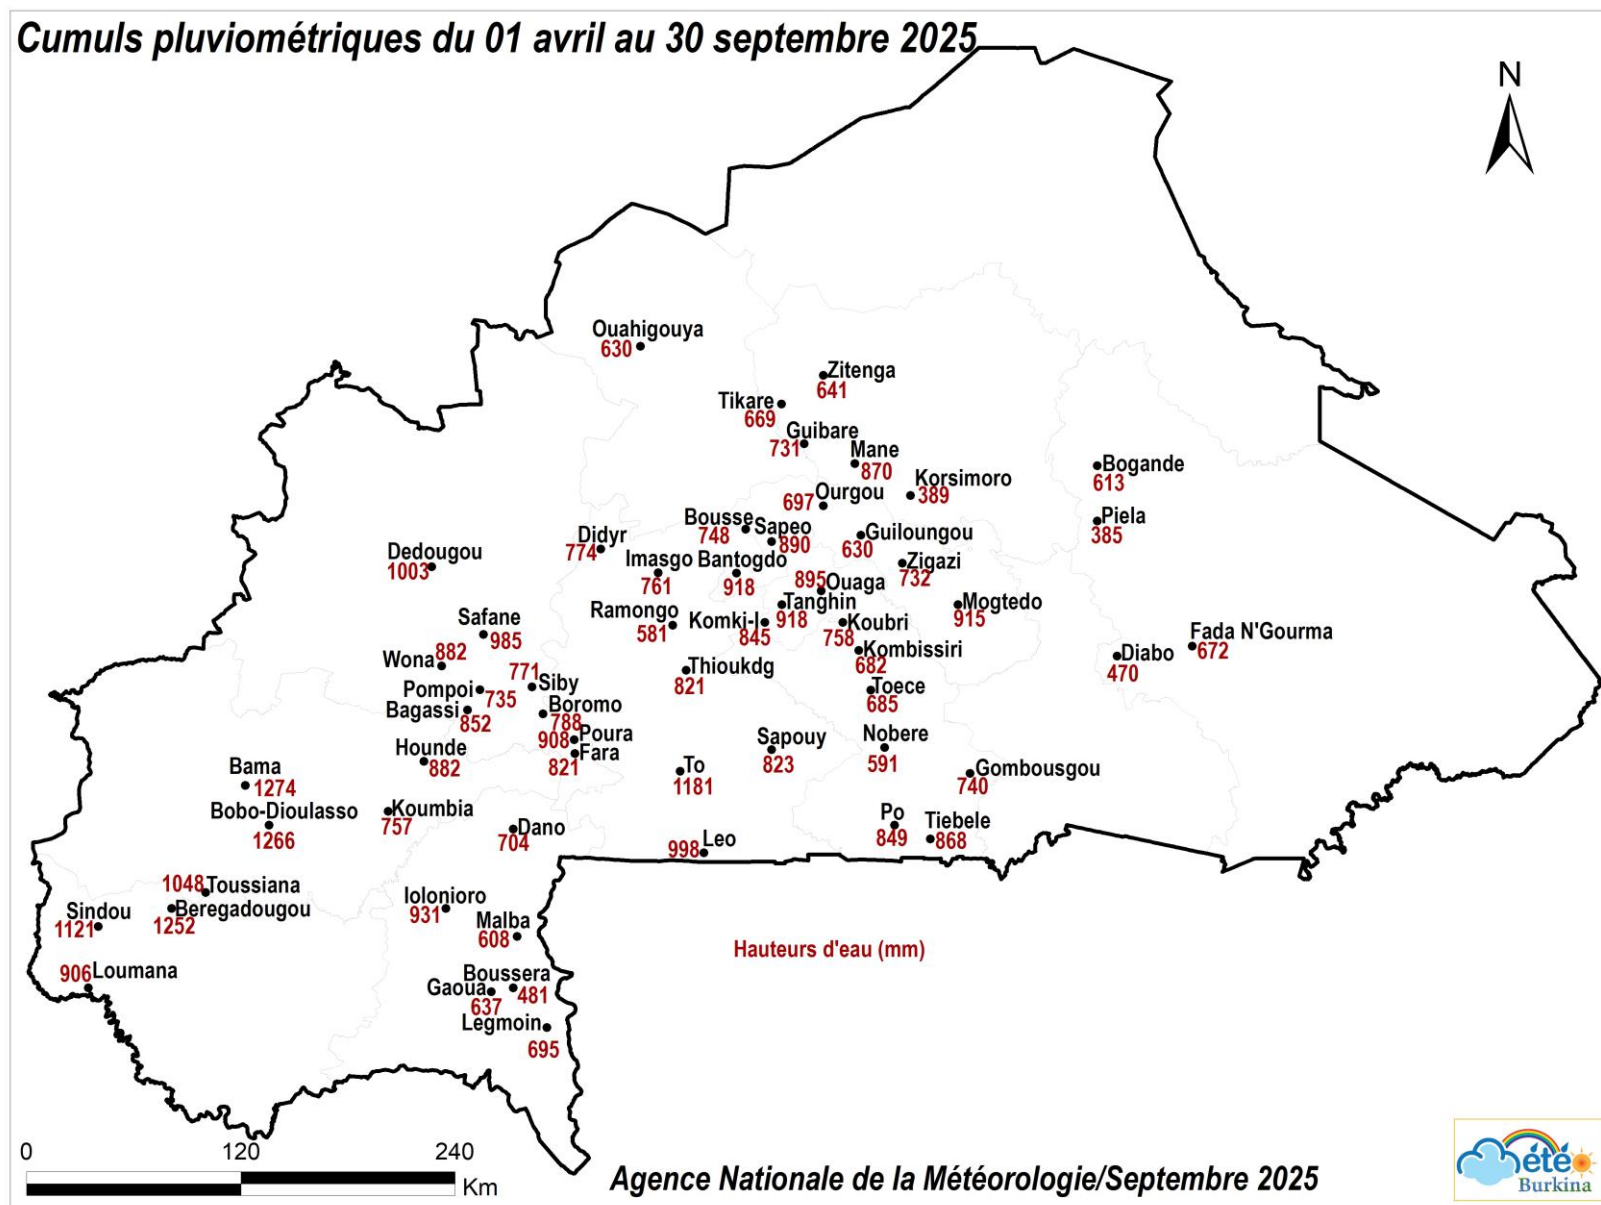 Cumuls pluviométriques du 01 avril au 30 septembre 2025
N
Ouahigouya
630
Zitenga
641
Tikare
669
Guibare
731
Mane
870
Bogande
613
Korsimoro
389
Ourgou
697
Piela
385
Bousse
748
Sapeo
890
Guiloungou
630
Didyr
774
Dedougou
1003
Imasgo
761
Bantogdo
918
Zigazi
732
Ouaga
895
Tanghin
918
Mogtedo
915
Ramongo
581
Komki-I
845
Koubri
758
Safane
985
Fada N'Gourma
672
Kombissiri
682
Diabo
470
Wona
882
Thioukdg
821
Siby
771
Pompoi
735
Toece
685
Bagassi
852
Boromo
788
Poura
908
Fara
821
Sapouy
823
Nobere
591
Hounde
882
To
1181
Gombousgou
740
Bama
1274
Bobo-Dioulasso
1266
Koumbia
757
Dano
704
Po
849
Tiebele
868
Leo
998
Toussiana
1048
Beregadougou
1252
Iolonioro
931
Sindou
1121
Malba
608
Hauteurs d'eau (mm)
Loumana
906
Boussera
481
Gaoua
637
Legmoin
695
0 120 240
Km
Agence Nationale de la Météorologie/Septembre 2025
Météo
Burkina